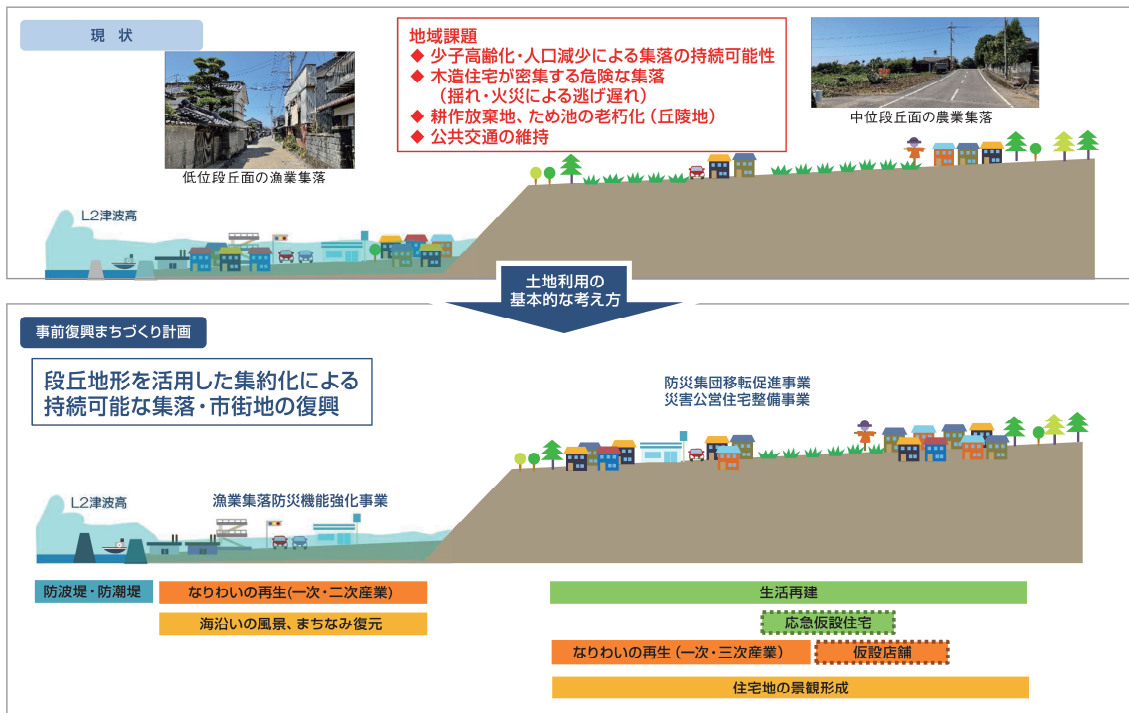 現 状
地域課題
◆ 少子高齢化・人口減少による集落の持続可能性
◆ 木造住宅が密集する危険な集落
（揺れ・火災による逃げ遅れ）
◆ 耕作放棄地、ため池の老朽化（丘陵地）
◆ 公共交通の維持
低位段丘面の漁業集落
中位段丘面の農業集落
L2津波高
土地利用の
基本的な考え方
事前復興まちづくり計画
段丘地形を活用した集約化による
持続可能な集落・市街地の復興
防災集団移転促進事業
災害公営住宅整備事業
L2津波高
漁業集落防災機能強化事業
防波堤・防潮堤
なりわいの再生(一次・二次産業)
海沿いの風景、まちなみ復元
生活再建
応急仮設住宅
なりわいの再生（一次・三次産業）
仮設店舗
住宅地の景観形成